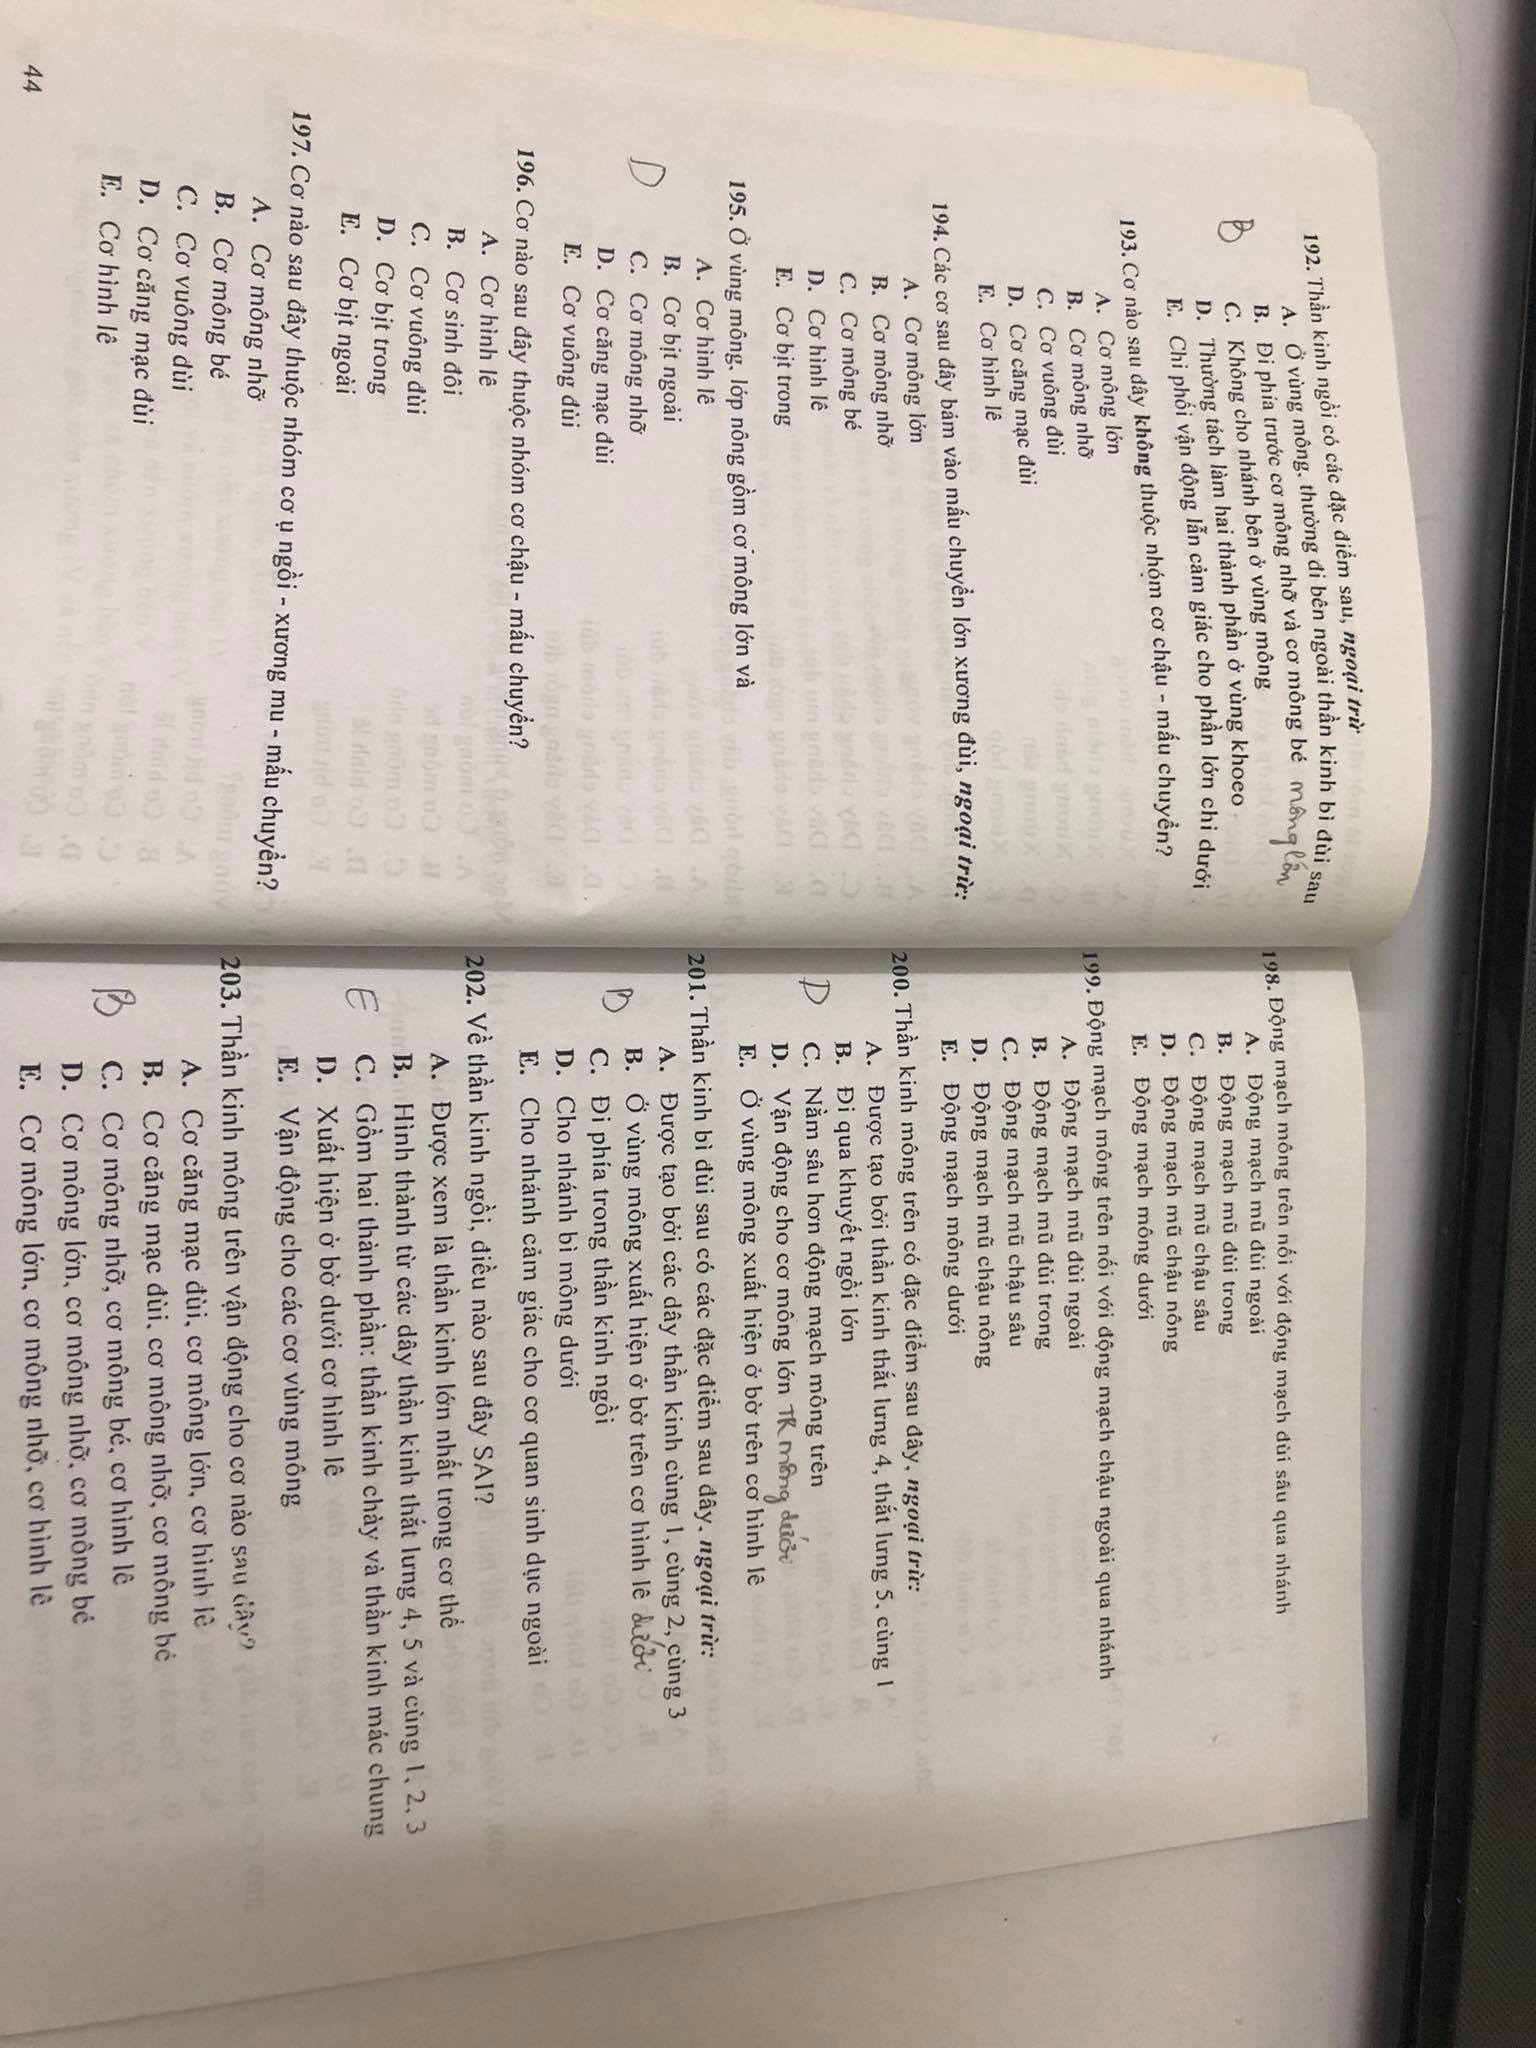 192. Thần kinh ngồi có các đặc điểm sau, ngoại trừ
A. Ở vùng mông, thường đi bên ngoài thần kinh bì đùi sau
B. Đi phía trước cơ mông nhỡ và cơ mông bé mông lớn
B
C. Không cho nhánh bên ở vùng mông
D. Thường tách làm hai thành phần ở vùng khoeo
E. Chi phối vận động lẫn cảm giác cho phần lớn chi dưới
193. Cơ nào sau đây không thuộc nhóm cơ chậu - mấu chuyển?
A. Cơ mông lớn
B. Cơ mông nhỡ
C. Cơ vuông đùi
D. Cơ căng mạc đùi
E. Cơ hình lê
194. Các cơ sau đây bám vào mấu chuyển lớn xương đùi, ngoại trừ:
A. Cơ mông lớn
B. Cơ mông nhỡ
C. Cơ mông bé
D. Cơ hình lê
E. Cơ bịt trong
195. Ở vùng mông, lớp nông gồm cơ mông lớn và
A. Cơ hình lê
B. Cơ bịt ngoài
D
C. Cơ mông nhỡ
D. Cơ căng mạc đùi
E. Cơ vuông đùi
196. Cơ nào sau đây thuộc nhóm cơ chậu - mấu chuyển?
A. Cơ hình lê
B. Cơ sinh đôi
C. Cơ vuông đùi
D. Cơ bịt trong
E. Cơ bịt ngoài
197. Cơ nào sau đây thuộc nhóm cơ ụ ngồi - xương mu - mấu chuyển?
A. Cơ mông nhỡ
B. Cơ mông bé
C. Cơ vuông đùi
D. Cơ căng mạc đùi
E. Cơ hình lê
44
198. Động mạch mông trên nối với động mạch đùi sâu qua nhánh
A. Động mạch mũ đùi ngoài
B. Động mạch mũ đùi trong
C. Động mạch mũ chậu sâu
D. Động mạch mũ chậu nông
E. Động mạch mông dưới
199. Động mạch mông trên nối với động mạch chậu ngoài qua nhánh
A. Động mạch mũ đùi ngoài
B. Động mạch mũ đùi trong
C. Động mạch mũ chậu sâu
D. Động mạch mũ chậu nông
E. Động mạch mông dưới
200. Thần kinh mông trên có đặc điểm sau đây, ngoại trừ:
A. Được tạo bởi thần kinh thắt lưng 4, thắt lưng 5, cùng 1
B. Đi qua khuyết ngồi lớn
D
C. Nằm sâu hơn động mạch mông trên
D. Vận động cho cơ mông lớn TK mông dưới
E. Ở vùng mông xuất hiện ở bờ trên cơ hình lê
201. Thần kinh bì đùi sau có các đặc điểm sau đây, ngoại trừ:
A. Được tạo bởi các dây thần kinh cùng 1, cùng 2, cùng 3
B. Ở vùng mông xuất hiện ở bờ trên cơ hình lê dưới
B
C. Đi phía trong thần kinh ngồi
D. Cho nhánh bì mông dưới
E. Cho nhánh cảm giác cho cơ quan sinh dục ngoài
202. Về thần kinh ngồi, điều nào sau đây SAI?
A. Được xem là thần kinh lớn nhất trong cơ thể
B. Hình thành từ các dây thần kinh thắt lưng 4, 5 và cùng 1, 2, 3
E
C. Gồm hai thành phần: thần kinh chày và thần kinh mác chung
D. Xuất hiện ở bờ dưới cơ hình lê
E. Vận động cho các cơ vùng mông
203. Thần kinh mông trên vận động cho cơ nào sau đây?
A. Cơ căng mạc đùi, cơ mông lớn, cơ hình lê
B. Cơ căng mạc đùi, cơ mông nhỡ, cơ mông bé
B
C. Cơ mông nhỡ, cơ mông bé, cơ hình lê
D. Cơ mông lớn, cơ mông nhỡ, cơ mông bé
E. Cơ mông lớn, cơ mông nhỡ, cơ hình lê